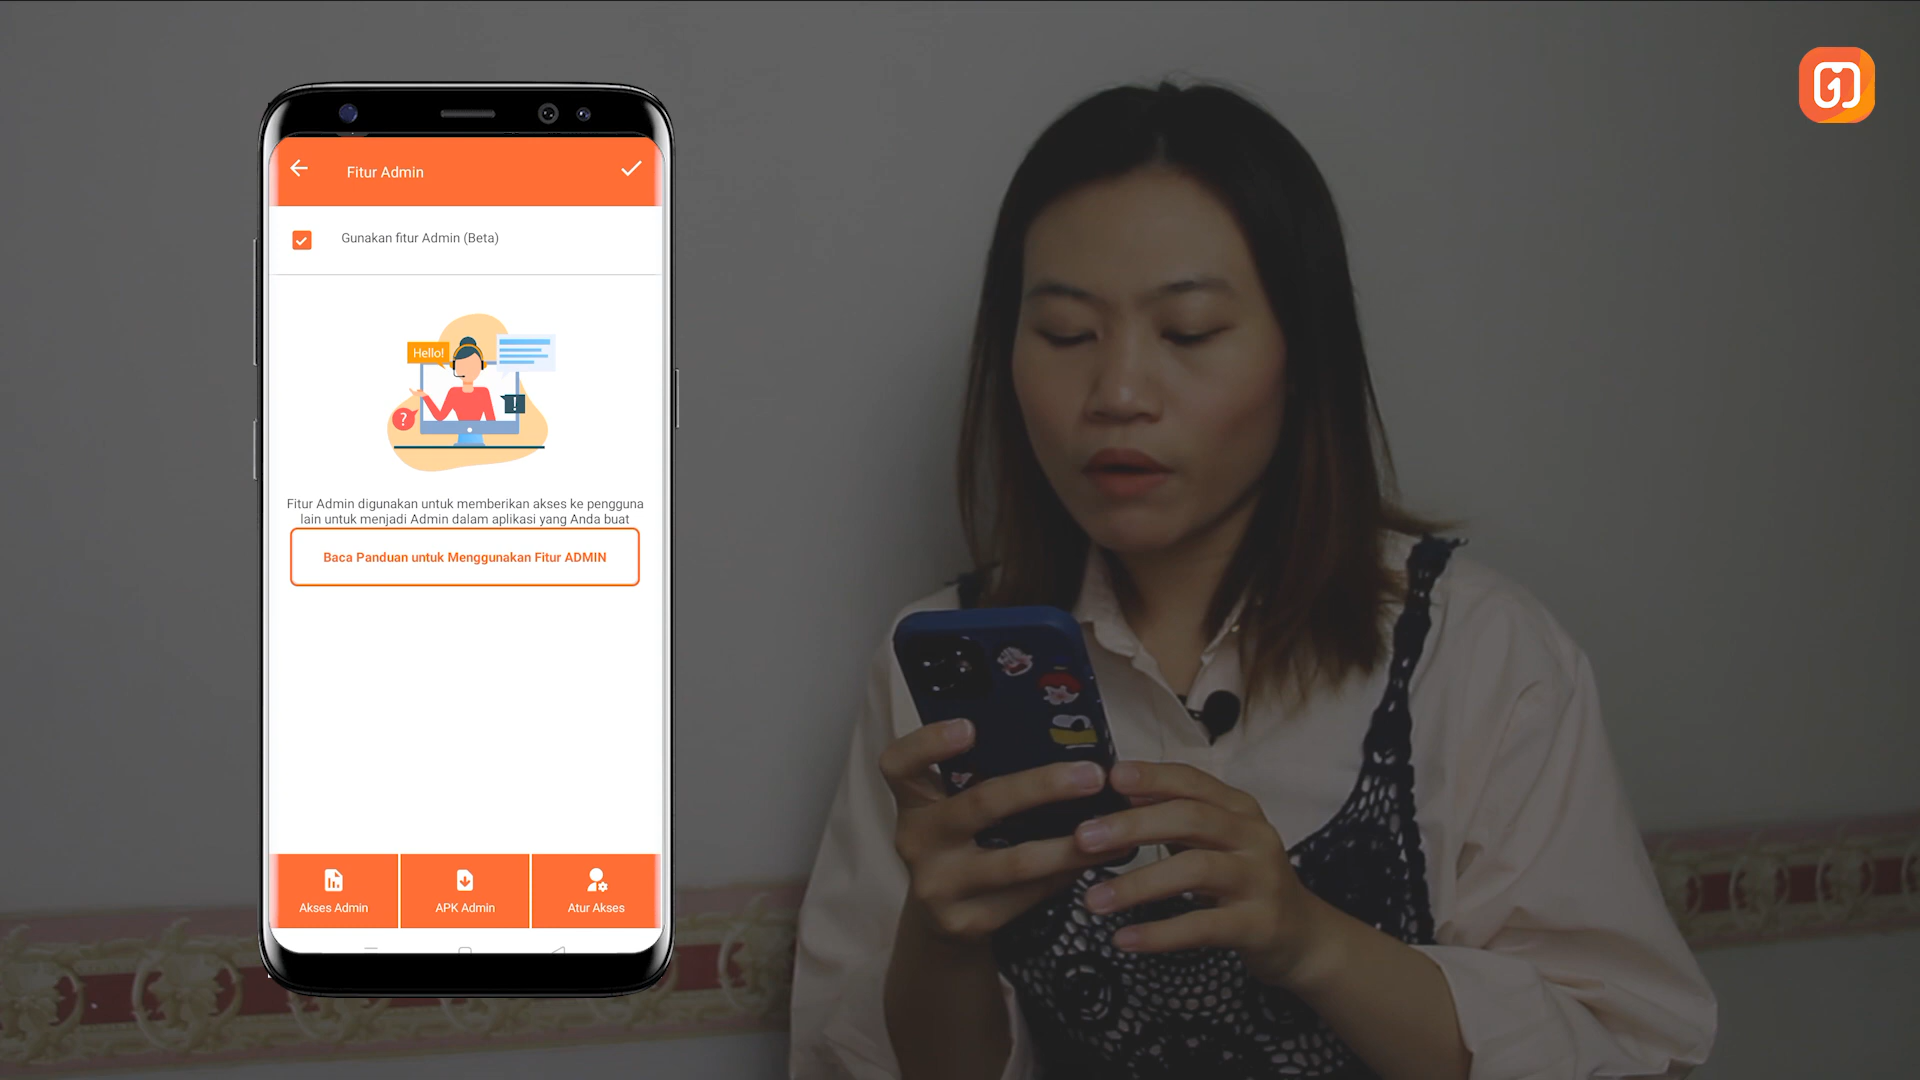 Fitur Admin
Gunakan fitur Admin (Beta)
Hello!
?
!
Fitur Admin digunakan untuk memberikan akses ke pengguna
lain untuk menjadi Admin dalam aplikasi yang Anda buat
Baca Panduan untuk Menggunakan Fitur ADMIN
Akses Admin
APK Admin
Atur Akses